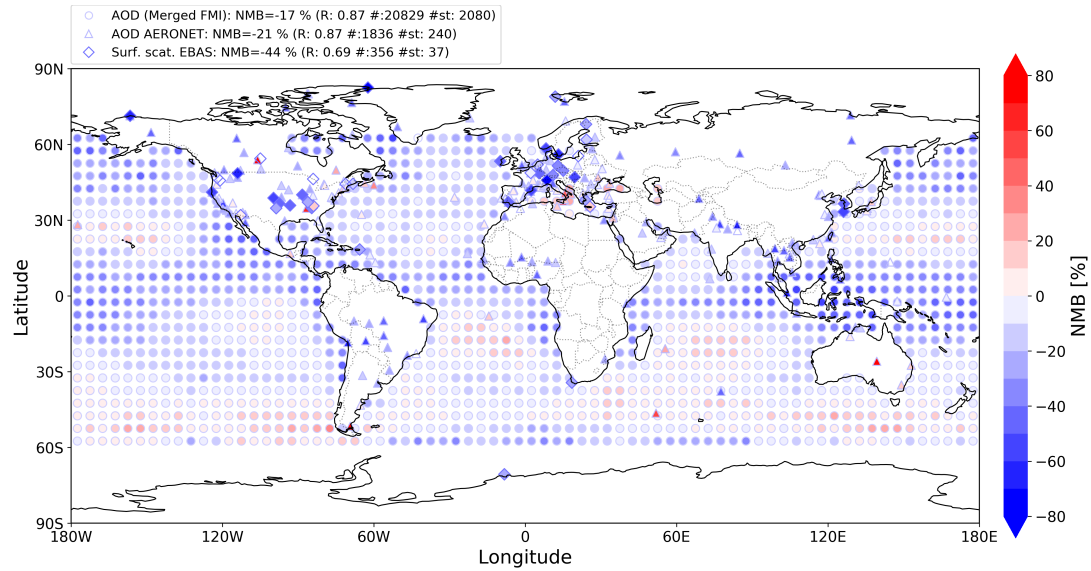 AOD (Merged FMI): NMB=-17 % (R: 0.87 #:20829 #st: 2080)
AOD AERONET: NMB=-21 % (R: 0.87 #:1836 #st: 240)
Surf. scat. EBAS: NMB=-44 % (R: 0.69 #:356 #st: 37)
90N
60N
30N
0
30S
60S
90S
Latitude
180W
120W
60W
0
60E
120E
180E
Longitude
80
60
40
20
0
−20
−40
−60
−80
NMB [%]